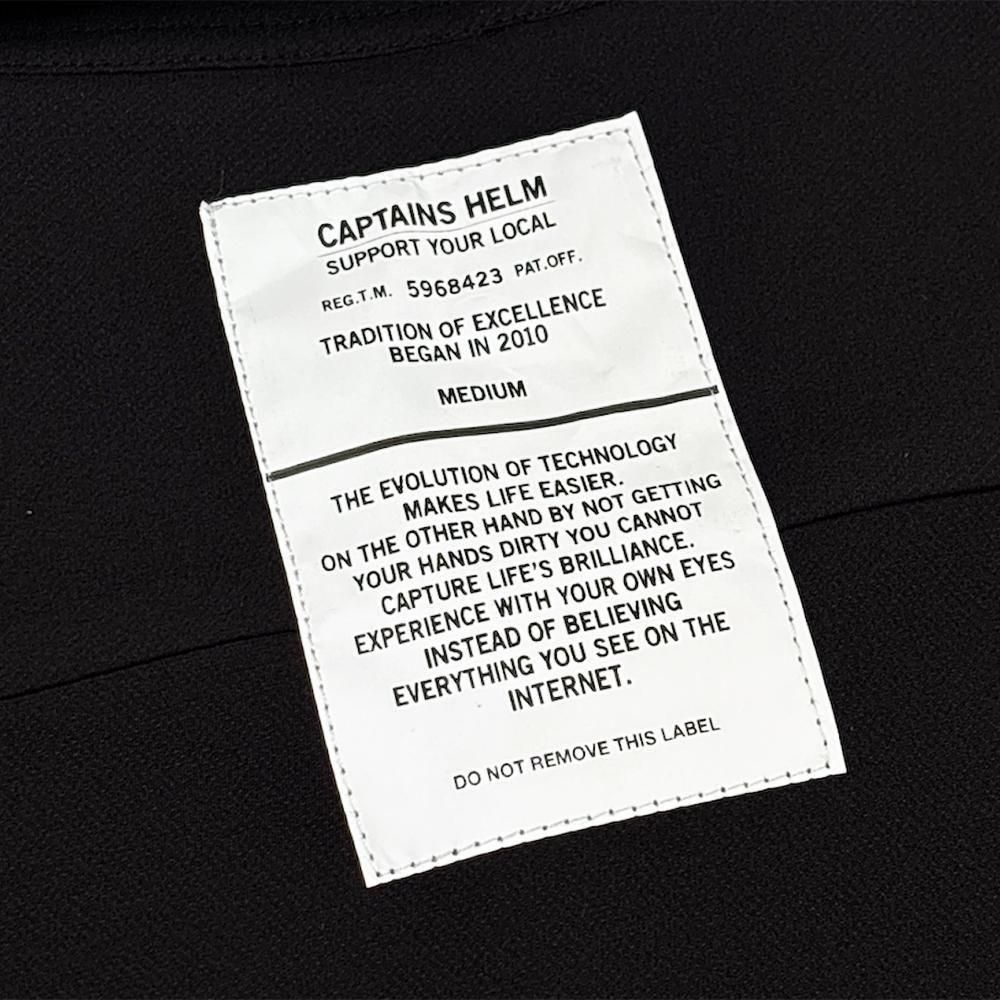 CAPTAINS HELM
SUPPORT YOUR LOCAL
REG.T.M. 5968423 PAT.OFF.
TRADITION OF EXCELLENCE
BEGAN IN 2010
MEDIUM
THE EVOLUTION OF TECHNOLOGY
MAKES LIFE EASIER.
ON THE OTHER HAND BY NOT GETTING
YOUR HANDS DIRTY YOU CANNOT
CAPTURE LIFE'S BRILLIANCE.
EXPERIENCE WITH YOUR OWN EYES
INSTEAD OF BELIEVING
EVERYTHING YOU SEE ON THE
INTERNET.
DO NOT REMOVE THIS LABEL